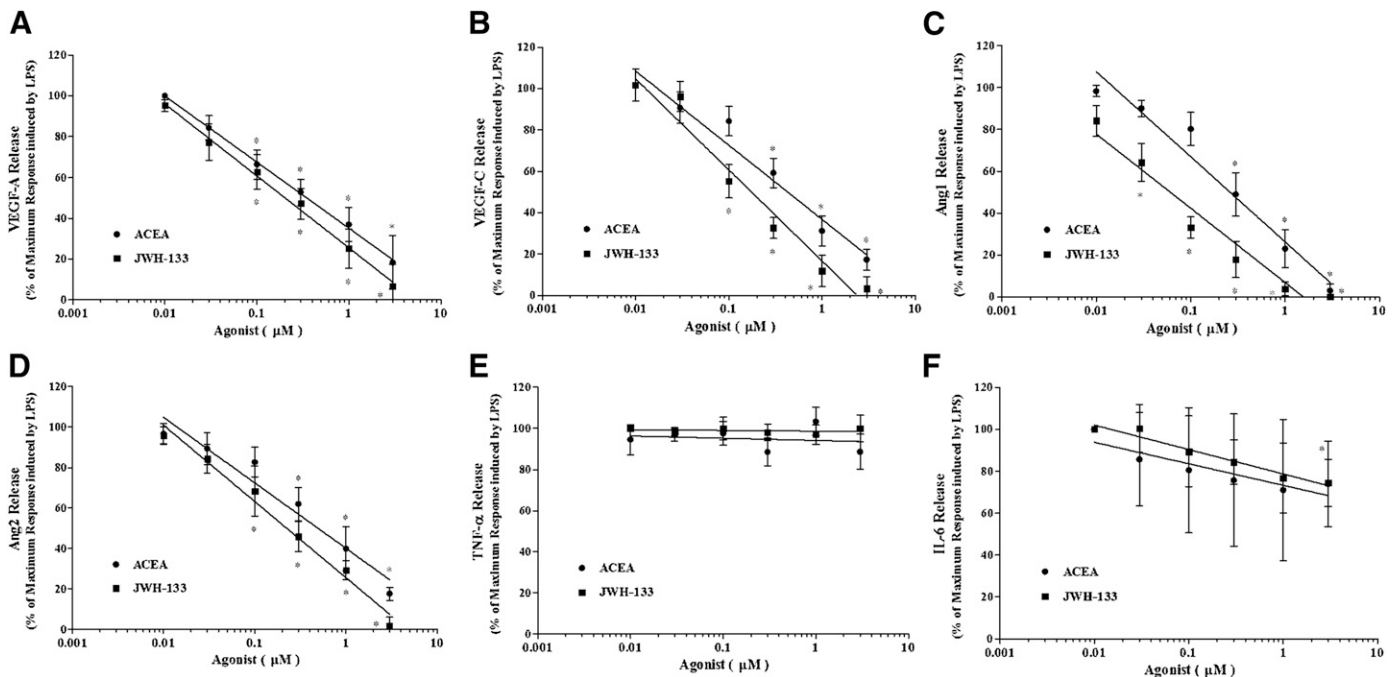 A
VEGF-A Release
(% of Maximum Response induced by LPS)
120
100
80
60
40
20
0
ACEA
JWH-133
0.001
0.01
0.1
1
10
Agonist ( µM)
B
VEGF-C Release
(% of Maximum Response induced by LPS)
120
100
80
60
40
20
0
ACEA
JWH-133
0.001
0.01
0.1
1
10
Agonist ( µM)
C
Ang1 Release
(% of Maximum Response induced by LPS)
120
100
80
60
40
20
0
ACEA
JWH-133
0.001
0.01
0.1
1
10
Agonist ( µM)
D
Ang2 Release
(% of Maximum Response induced by LPS)
120
100
80
60
40
20
0
ACEA
JWH-133
0.001
0.01
0.1
1
10
Agonist ( µM)
E
TNF-α Release
(% of Maximum Response induced by LPS)
120
100
80
60
40
20
0
ACEA
JWH-133
0.001
0.01
0.1
1
10
Agonist ( µM)
F
IL-6 Release
(% of Maximum Response induced by LPS)
120
100
80
60
40
20
0
ACEA
JWH-133
0.001
0.01
0.1
1
10
Agonist ( µM)